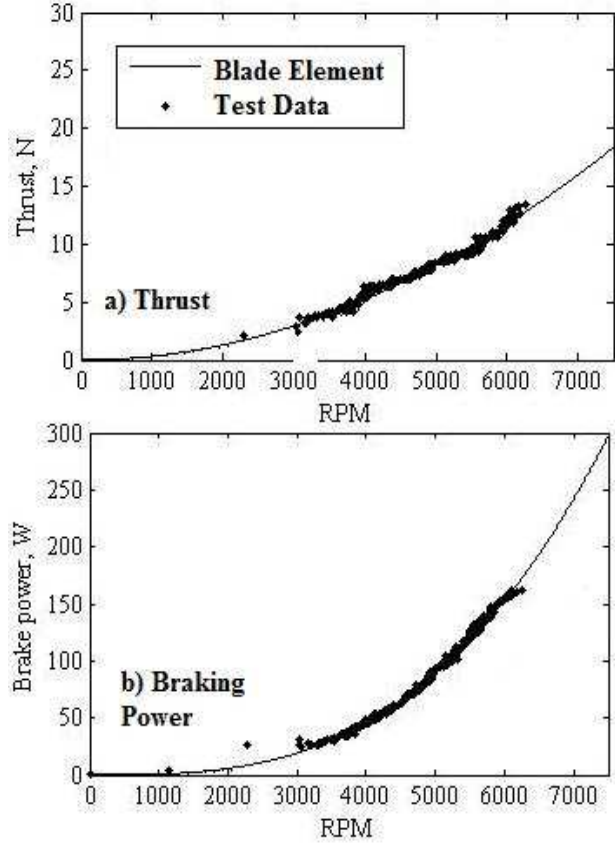 30
25
20
15
10
5
0
Thrust, N
Blade Element
Test Data
a) Thrust
0 1000 2000 3000 4000 5000 6000 7000
RPM
300
250
200
150
100
50
0
Brake power, W
b) Braking
Power
0 1000 2000 3000 4000 5000 6000 7000
RPM